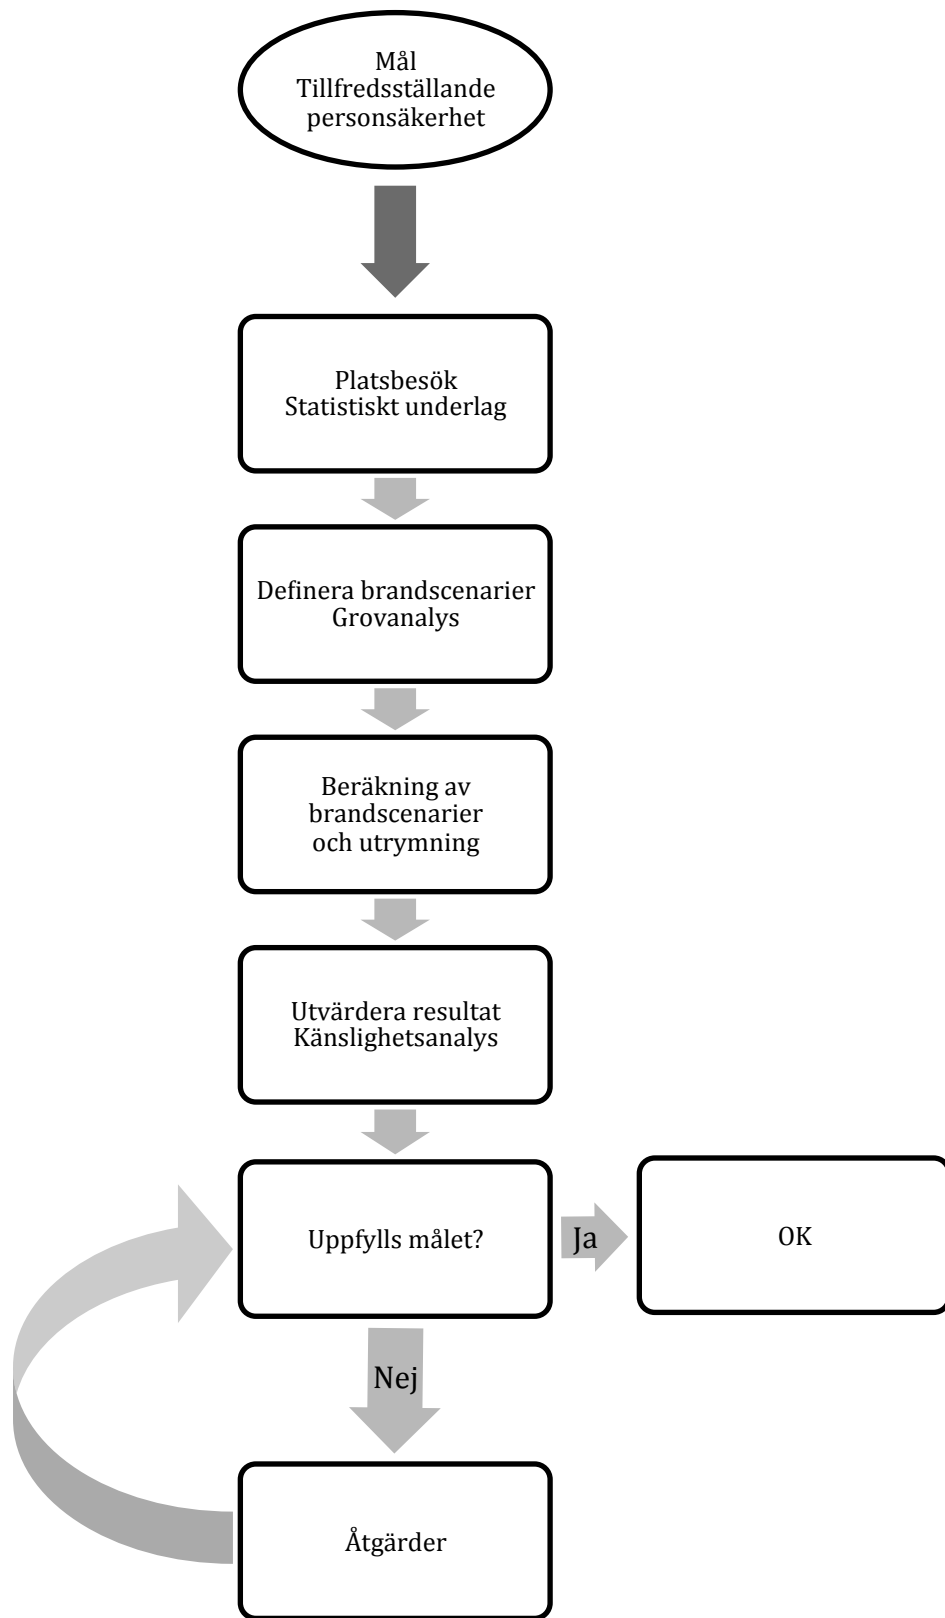 Mål
Tillfredsställande
personsäkerhet
Platsbesök
Statistiskt underlag
Definera brandscenarier
Grovanalys
Beräkning av
brandscenarier
och utrymning
Utvärdera resultat
Känslighetsanalys
Uppfylls målet?
Ja
OK
Nej
Åtgärder